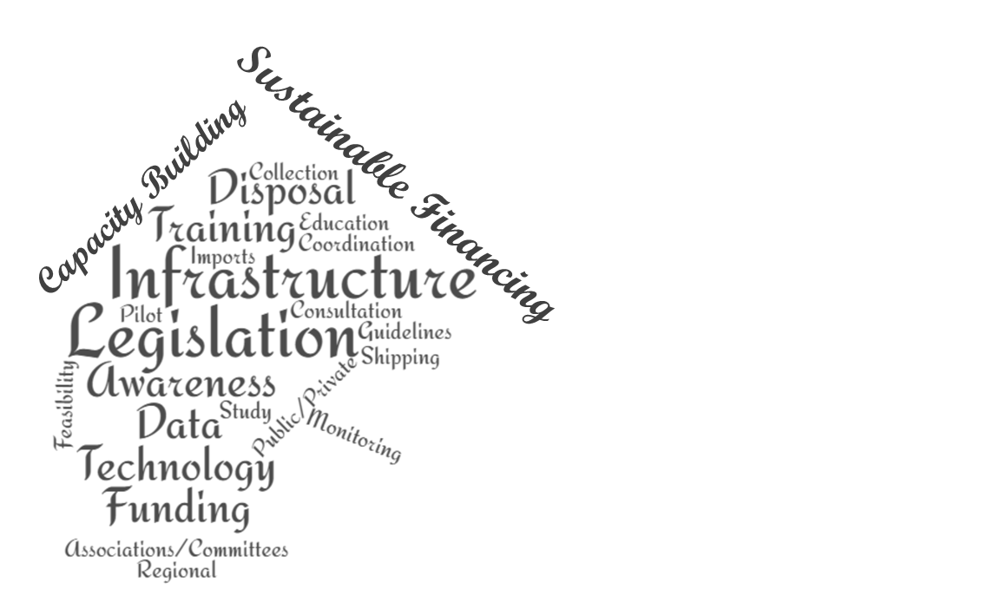 Sustainable Financing
Capacity Building
Collection
Disposal
Training
Education
Coordination
Imports
Infrastructure
Pilot
Consultation
Legislation
Guidelines
Shipping
Feasibility
Awareness
Public/Private
Study
Data
Monitoring
Technology
Funding
Associations/Committees
Regional